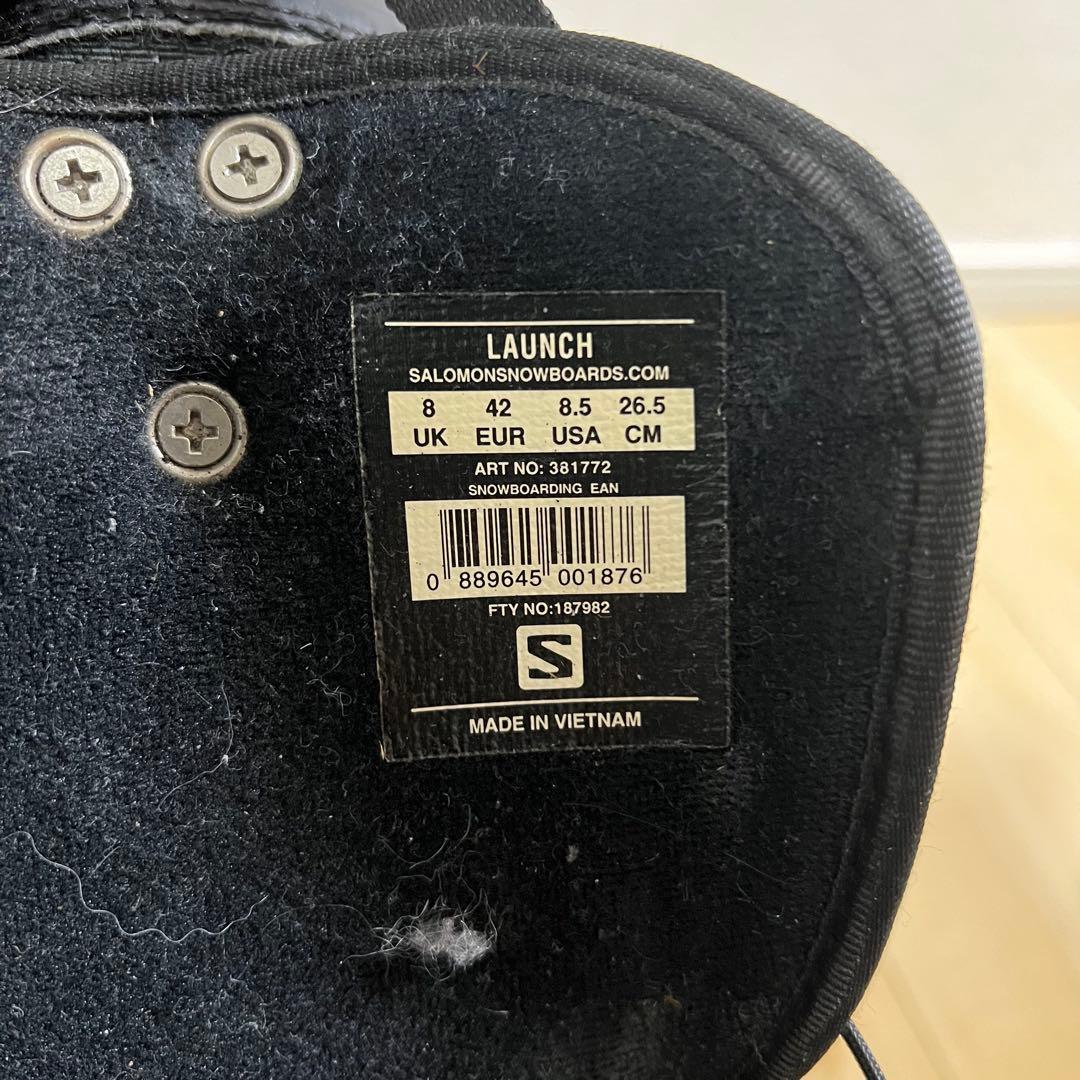 LAUNCH
SALOMONSNOWBOARDS.COM
8 42 8.5 26.5
UK EUR USA CM
ART NO: 381772
SNOWBOARDING EAN
0 889645 001876
FTY NO:187982
S
MADE IN VIETNAM